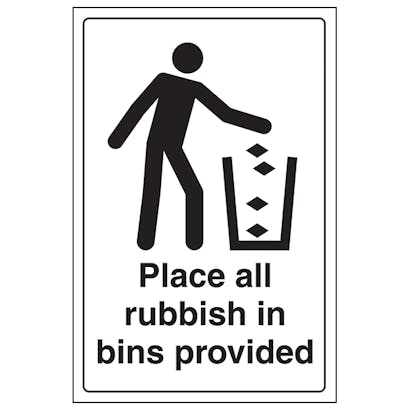 Place all
rubbish in
bins provided